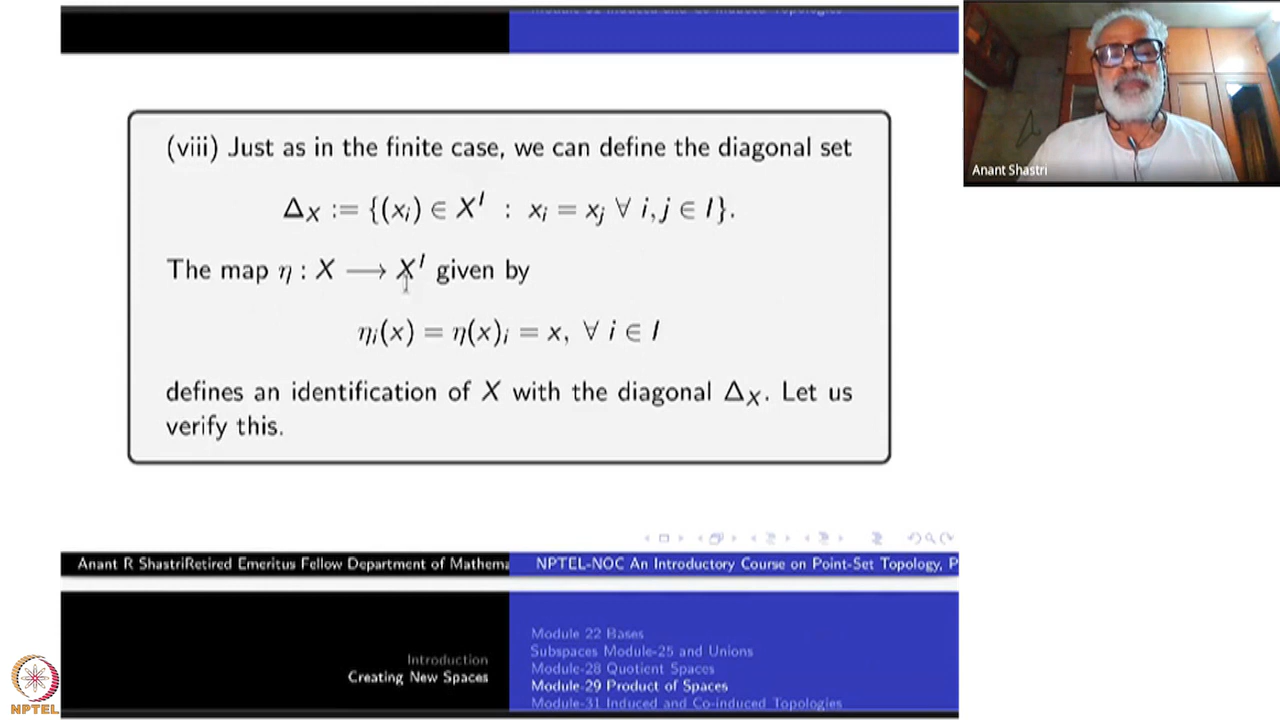 Anant Shastri
(viii) Just as in the finite case, we can define the diagonal set
Δ_X := {(x_i) ∈ X^I : x_i = x_j ∀ i, j ∈ I}.
The map η : X ⟶ X^I given by
η_i(x) = η(x)_i = x, ∀ i ∈ I
defines an identification of X with the diagonal Δ_X. Let us
verify this.
Anant R ShastriRetired Emeritus Fellow Department of Mathema
NPTEL-NOC An Introductory Course on Point-Set Topology, P
Introduction
Creating New Spaces
Module 22 Bases
Subspaces Module-25 and Unions
Module-28 Quotient Spaces
Module-29 Product of Spaces
Module-31 Induced and Co-induced Topologies
NPTEL